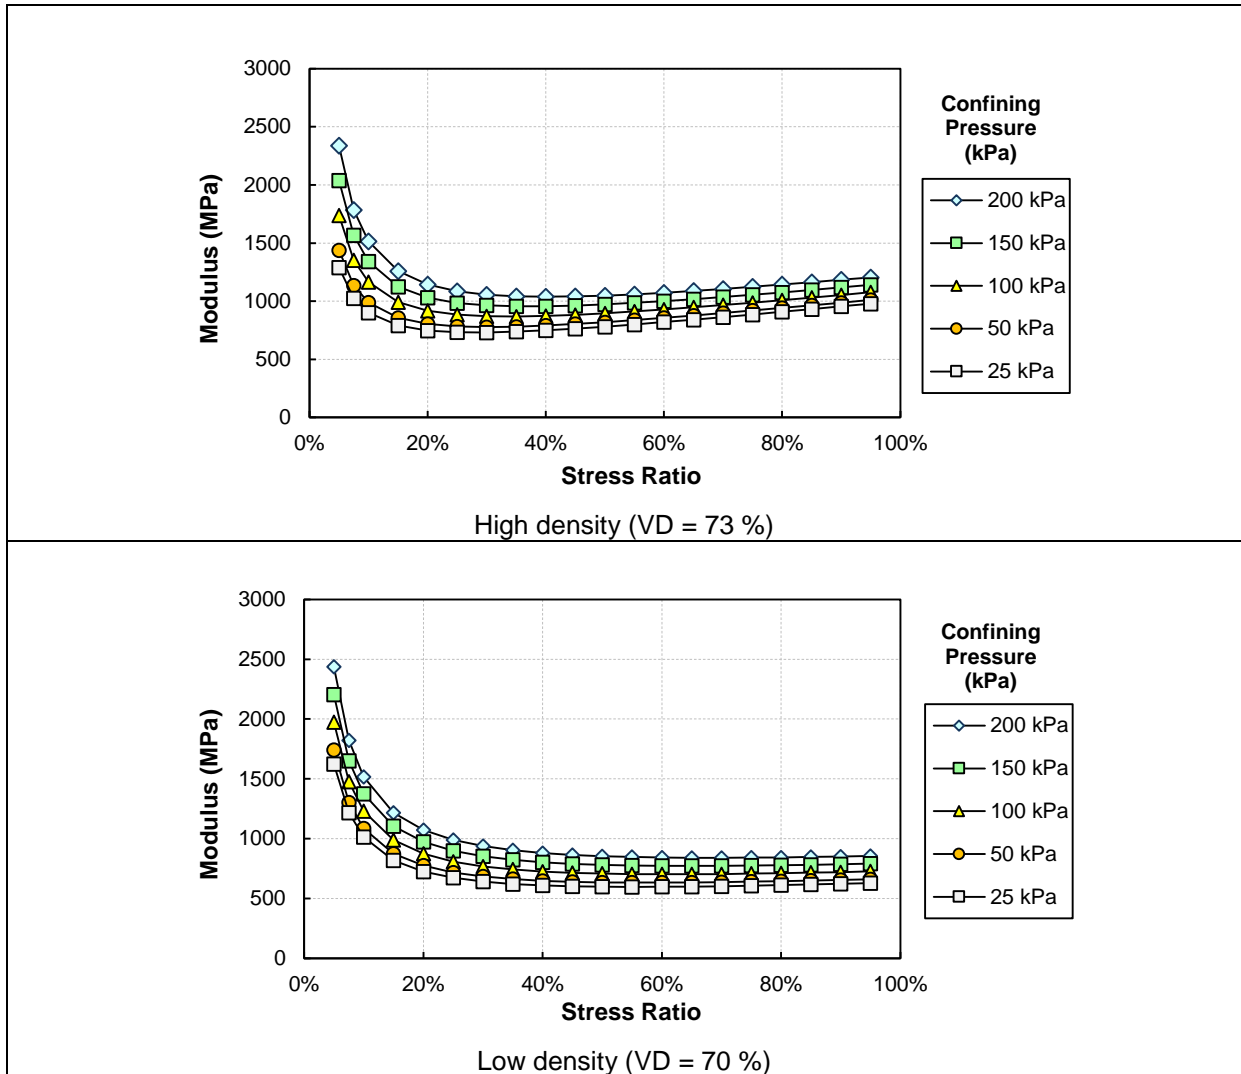 3000
2500
2000
1500
1000
500
0
Modulus (MPa)
0% 20% 40% 60% 80% 100%
Stress Ratio
Confining
Pressure
(kPa)
200 kPa
150 kPa
100 kPa
50 kPa
25 kPa
High density (VD = 73 %)
3000
2500
2000
1500
1000
500
0
Modulus (MPa)
0% 20% 40% 60% 80% 100%
Stress Ratio
Confining
Pressure
(kPa)
200 kPa
150 kPa
100 kPa
50 kPa
25 kPa
Low density (VD = 70 %)